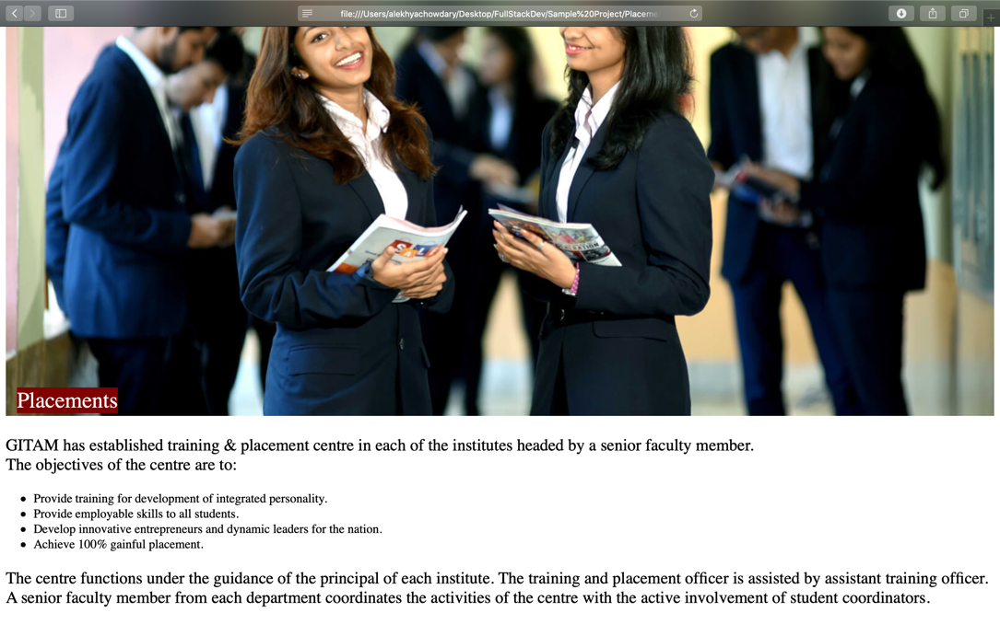 file:///Users/alekhyachowdary/Desktop/FullStackDev/Sample%20Project/Placeme
Placements
GITAM has established training & placement centre in each of the institutes headed by a senior faculty member.
The objectives of the centre are to:
• Provide training for development of integrated personality.
• Provide employable skills to all students.
• Develop innovative entrepreneurs and dynamic leaders for the nation.
• Achieve 100% gainful placement.
The centre functions under the guidance of the principal of each institute. The training and placement officer is assisted by assistant training officer.
A senior faculty member from each department coordinates the activities of the centre with the active involvement of student coordinators.